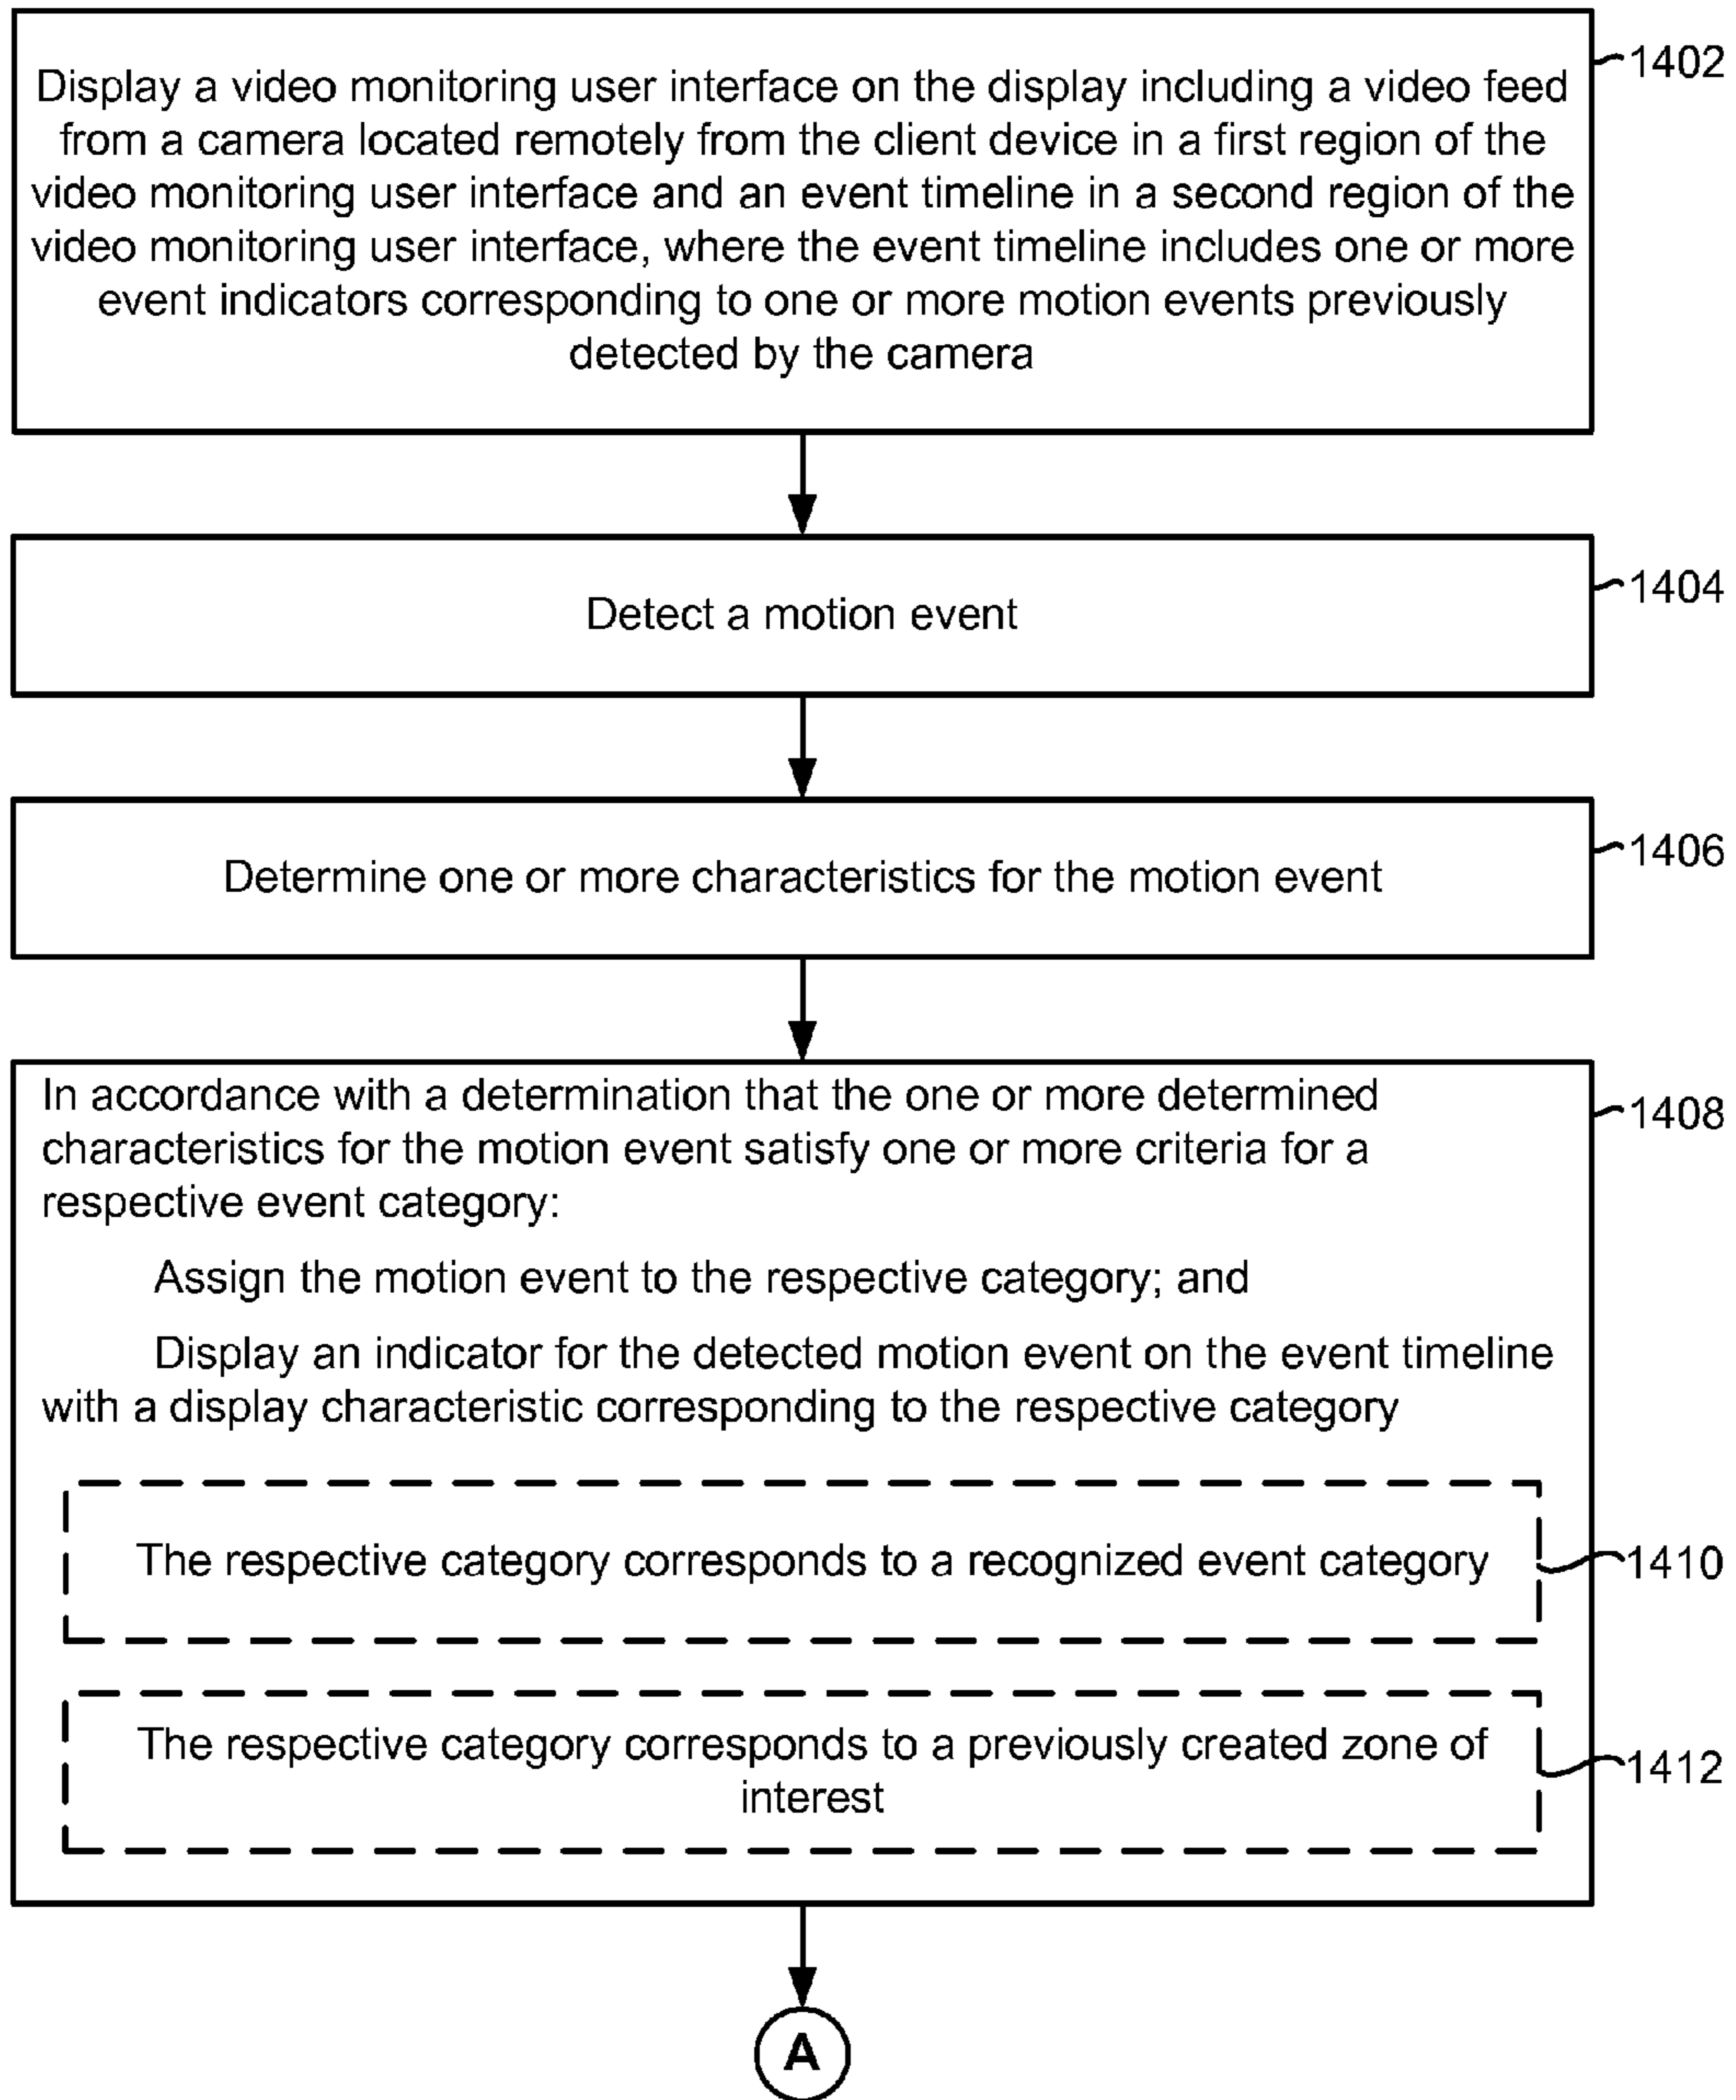 Display a video monitoring user interface on the display including a video feed
from a camera located remotely from the client device in a first region of the
video monitoring user interface and an event timeline in a second region of the
video monitoring user interface, where the event timeline includes one or more
event indicators corresponding to one or more motion events previously
detected by the camera
1402
Detect a motion event
1404
Determine one or more characteristics for the motion event
1406
In accordance with a determination that the one or more determined
characteristics for the motion event satisfy one or more criteria for a
respective event category:
Assign the motion event to the respective category; and
Display an indicator for the detected motion event on the event timeline
with a display characteristic corresponding to the respective category
1408
The respective category corresponds to a recognized event category
1410
The respective category corresponds to a previously created zone of
interest
1412
A